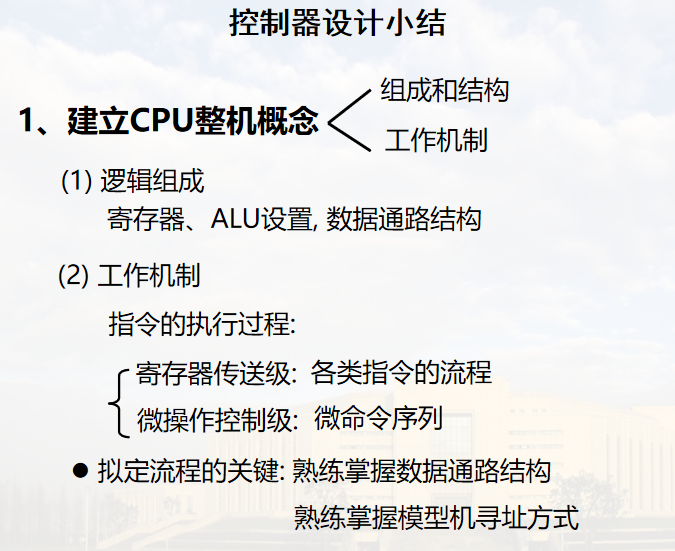 控制器设计小结
组成和结构
1、建立CPU整机概念
工作机制
(1) 逻辑组成
寄存器、ALU设置, 数据通路结构
(2) 工作机制
指令的执行过程:
寄存器传送级: 各类指令的流程
微操作控制级: 微命令序列
● 拟定流程的关键: 熟练掌握数据通路结构
熟练掌握模型机寻址方式